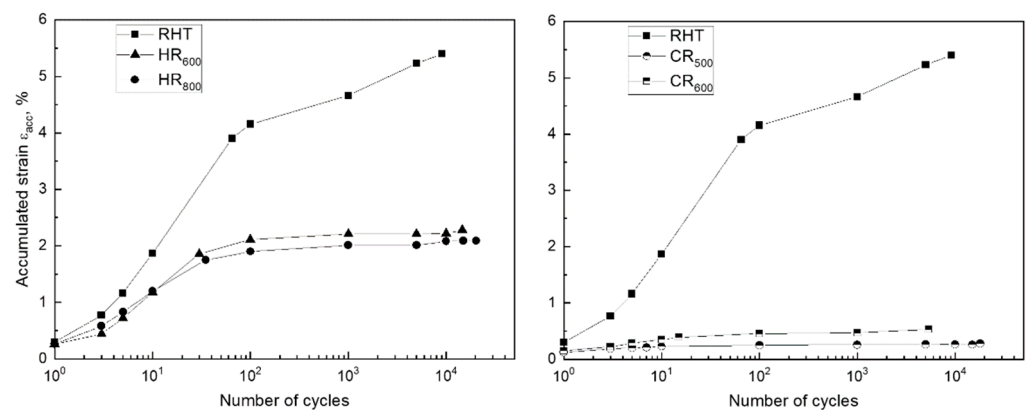 6
5
4
3
2
1
0
Accumulated strain εacc, %
RHT
HR600
HR800
10^0 10^1 10^2 10^3 10^4
Number of cycles
6
5
4
3
2
1
0
RHT
CR500
CR600
10^0 10^1 10^2 10^3 10^4
Number of cycles